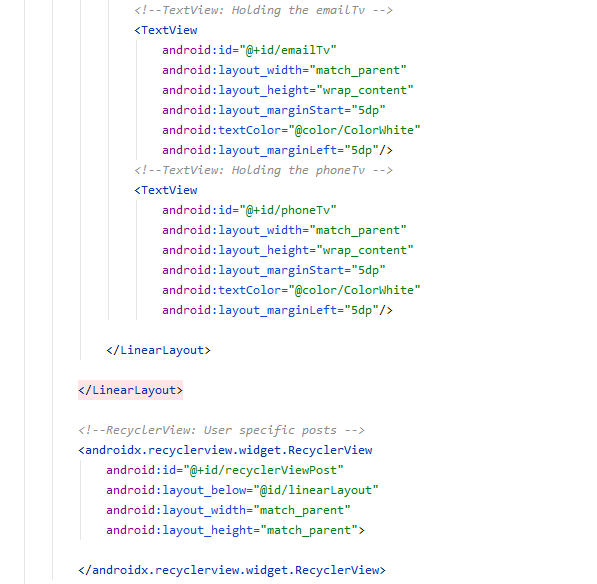 <!--TextView: Holding the emailTv -->
<TextView
android:id="@+id/emailTv"
android:layout_width="match_parent"
android:layout_height="wrap_content"
android:layout_marginStart="5dp"
android:textColor="@color/ColorWhite"
android:layout_marginLeft="5dp"/>
<!--TextView: Holding the phoneTv -->
<TextView
android:id="@+id/phoneTv"
android:layout_width="match_parent"
android:layout_height="wrap_content"
android:layout_marginStart="5dp"
android:textColor="@color/ColorWhite"
android:layout_marginLeft="5dp"/>
</LinearLayout>
</LinearLayout>
<!--RecyclerView: User specific posts -->
<androidx.recyclerview.widget.RecyclerView
android:id="@+id/recyclerViewPost"
android:layout_below="@id/linearLayout"
android:layout_width="match_parent"
android:layout_height="match_parent">
</androidx.recyclerview.widget.RecyclerView>